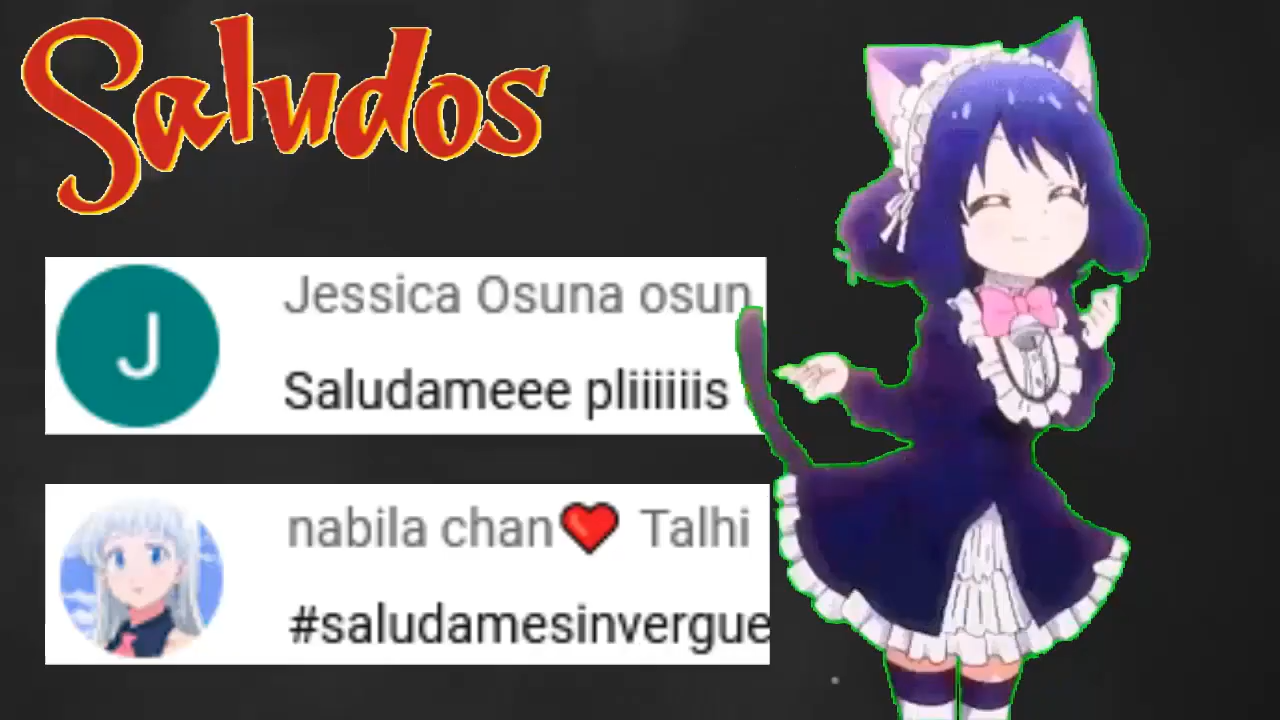 Saludos
J
Jessica Osuna osun
Saludameee pliiiiiis
nabila chan❤️ Talhi
#saludamesinvergue